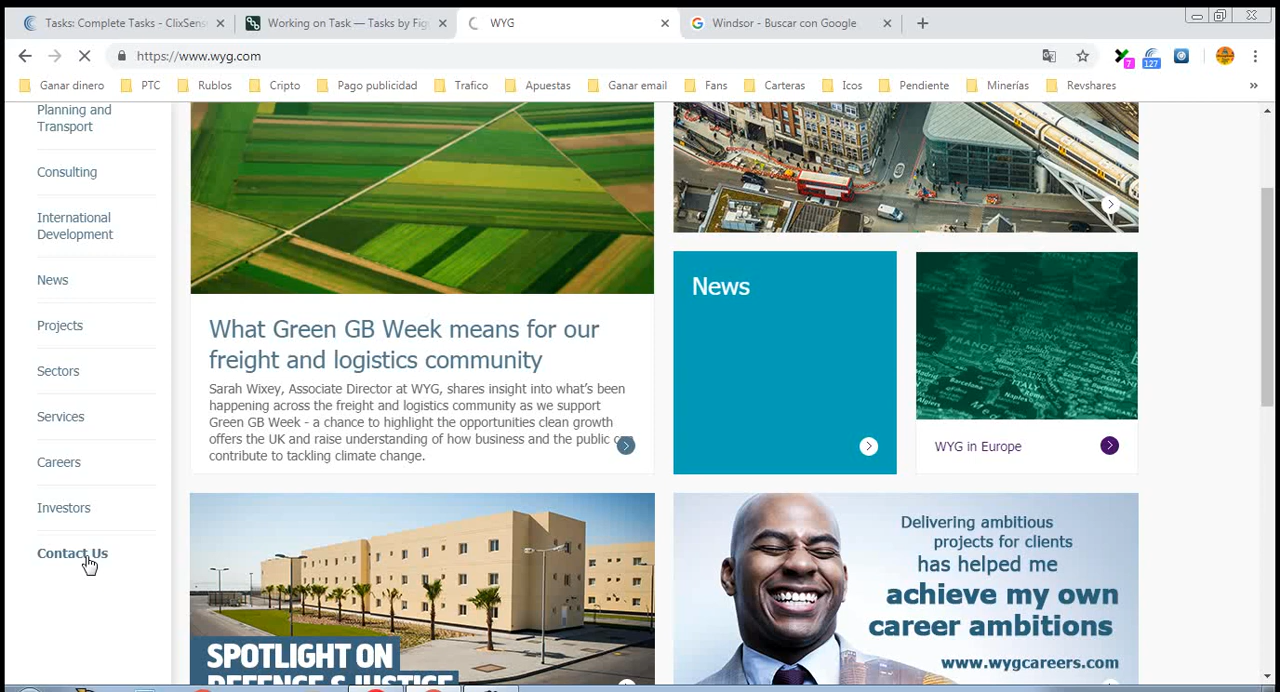 Tasks: Complete Tasks - ClixSens
Working on Task — Tasks by Fig
WYG
Windsor - Buscar con Google
https://www.wyg.com
7
127
Ganar dinero
PTC
Rublos
Cripto
Pago publicidad
Trafico
Apuestas
Ganar email
Fans
Carteras
Icos
Pendiente
Minerías
Revshares
»
Planning and
Transport
Consulting
International
Development
News
Projects
Sectors
Services
Careers
Investors
Contact Us
What Green GB Week means for our
freight and logistics community
Sarah Wixey, Associate Director at WYG, shares insight into what's been
happening across the freight and logistics community as we support
Green GB Week - a chance to highlight the opportunities clean growth
offers the UK and raise understanding of how business and the public
contribute to tackling climate change.
News
WYG in Europe
SPOTLIGHT ON
DEFENCE & JUSTICE
Delivering ambitious
projects for clients
has helped me
achieve my own
career ambitions
www.wygcareers.com